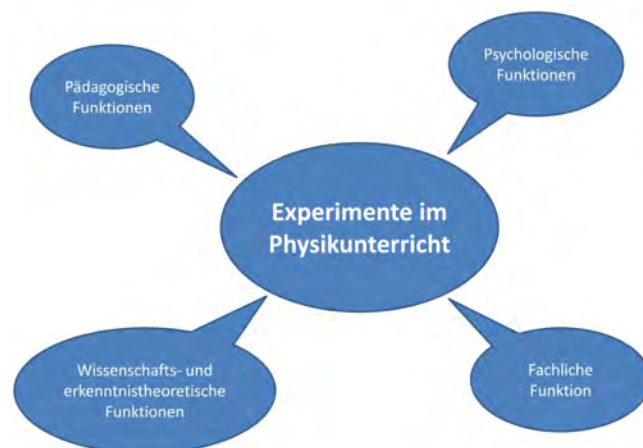 Pädagogische
Funktionen
Psychologische
Funktionen
Experimente im
Physikunterricht
Wissenschafts- und
erkenntnistheoretische
Funktionen
Fachliche
Funktion